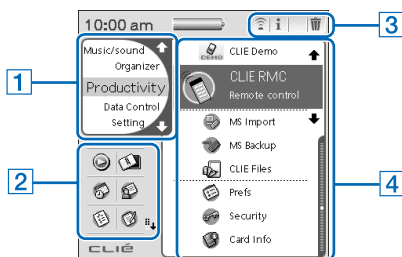 10:00 am
i
3
1
Music/sound
Organizer
Productivity
Data Control
Setting
2
CLIÉ
DEMO
CLIE Demo
CLIE RMC
Remote control
MS Import
MS Backup
CLIE Files
Prefs
Security
Card Info
4